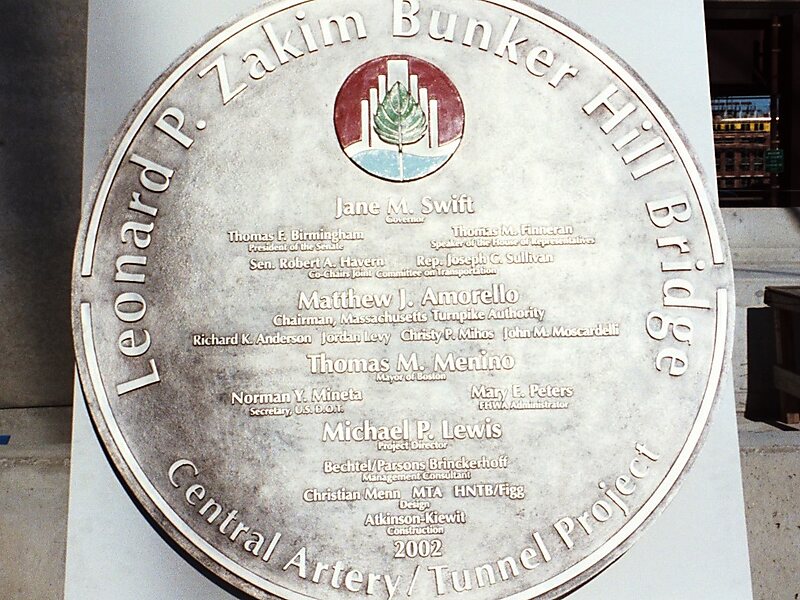 Leonard P. Zakim Bunker Hill Bridge
Jane M. Swift
Governor
Thomas F. Birmingham Thomas M. Finneran
President of the Senate Speaker of the House of Representatives
Sen. Robert A. Havern Rep. Joseph C. Sullivan
Co-Chairs Joint Committee on Transportation
Matthew J. Amorello
Chairman, Massachusetts Turnpike Authority
Richard K. Anderson Jordan Levy Christy P. Mihos John M. Moscardelli
Thomas M. Menino
Mayor of Boston
Norman Y. Mineta Mary E. Peters
Secretary, U.S. D.O.T. FHWA Administrator
Michael P. Lewis
Project Director
Bechtel/Parsons Brinckerhoff
Management Consultant
Christian Menn MTA HNTB/Figg
Design
Atkinson-Kiewit
Construction
2002
Central Artery/Tunnel Project